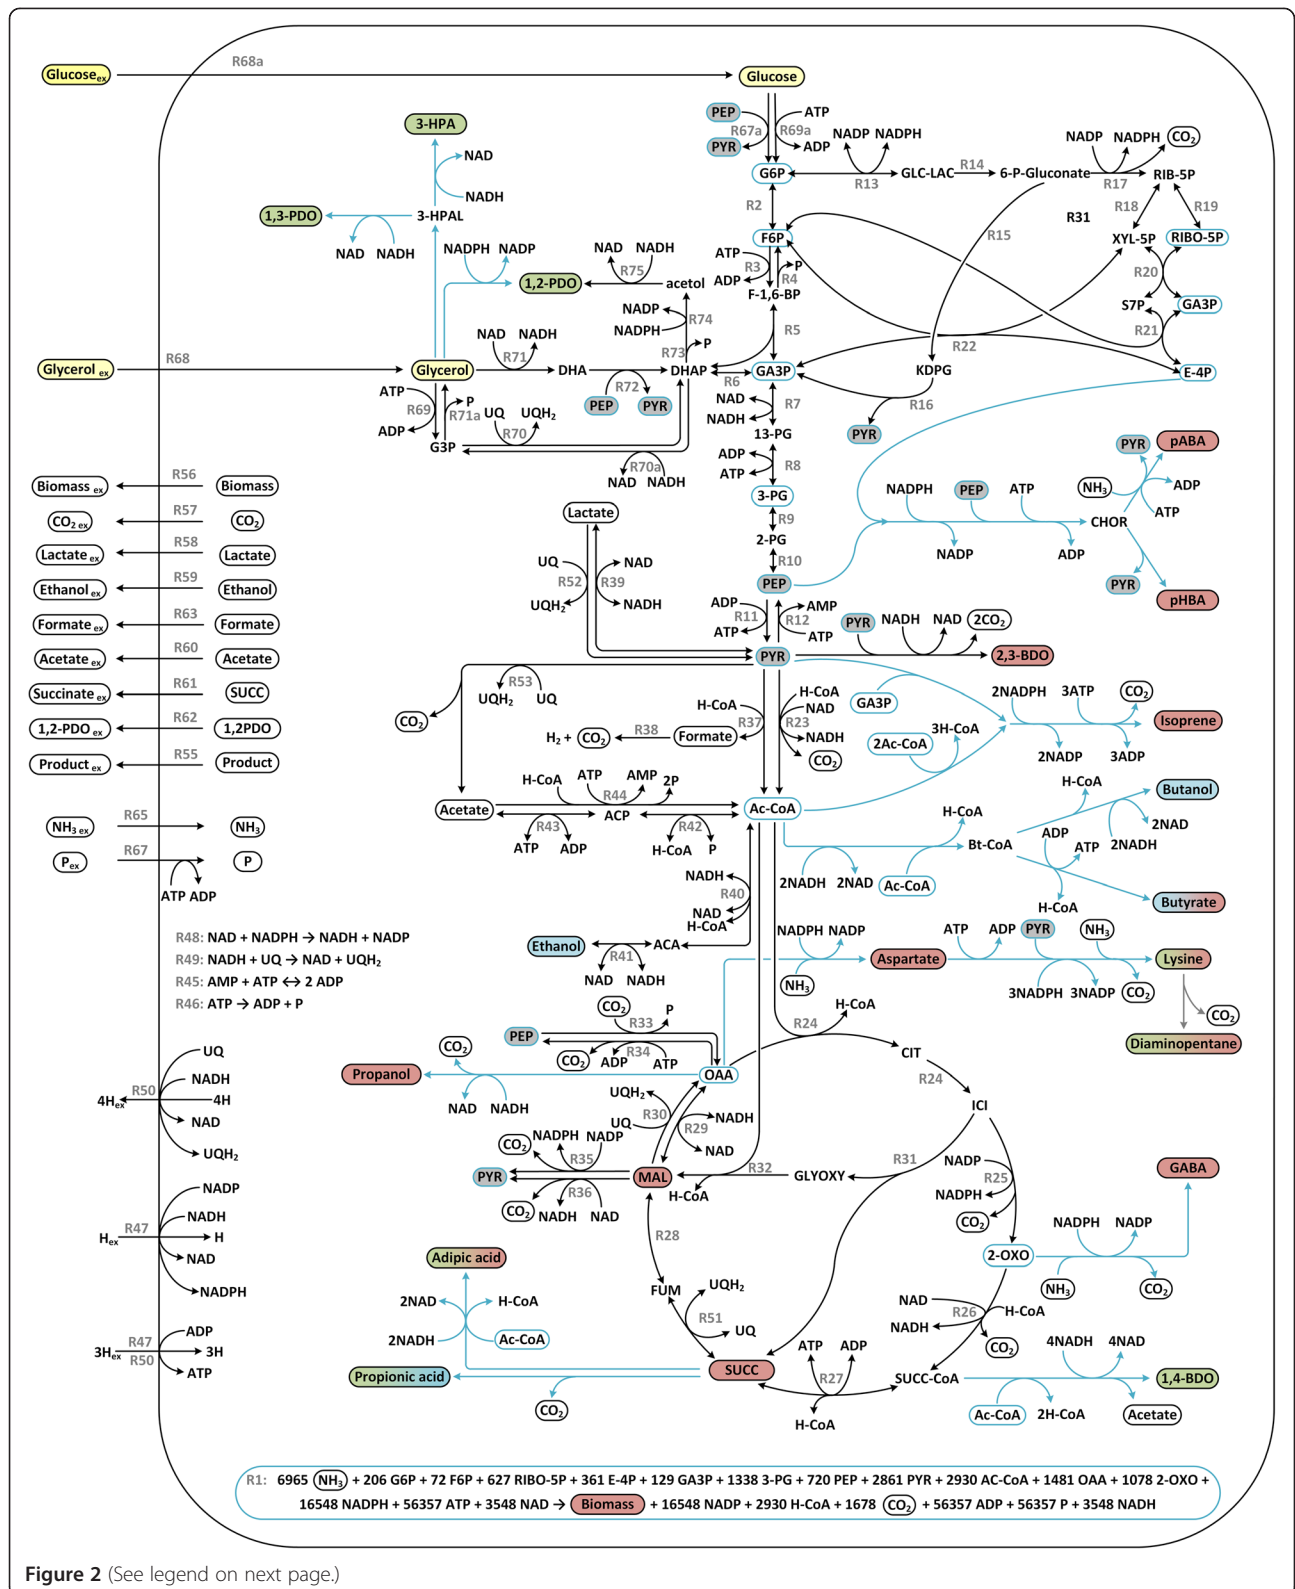 Glucose ex R68a Glucose
3-HPA
PEP ATP
R67a R69a
PYR ADP
NADP NADPH
NADP NADPH CO2
NAD
G6P R13 GLC-LAC R14 6-P-Gluconate R17 RIB-5P
NADH
1,3-PDO 3-HPAL
R2 R15 R31 R18 R19
NAD NADH
NADPH NADP
NAD NADH
F6P XYL-5P RIBO-5P
R75
ATP R3 P
ADP R4
R20
1,2-PDO acetol
F-1,6-BP
S7P GA3P
NADP
NADPH R74
R5 R21
R22
NAD NADH
R73 P
Glycerol ex R68 Glycerol R71 DHA R72 DHAP R6 GA3P KDPG E-4P
ATP R69 P
ADP R71a
PEP PYR
NAD R7
NADH
R16
PYR
UQ UQH2
R70
G3P
13-PG
R70a
NAD NADH
ADP R8
ATP
PYR pABA
R56
Biomass ex Biomass
3-PG
NADPH PEP ATP
NH3 ADP
ATP
R57
CO2 ex CO2
Lactate
R9
CHOR
R58
Lactate ex Lactate
2-PG
R10
NADP ADP
UQ R52 R39 NAD
UQH2 NADH
R59
Ethanol ex Ethanol
PEP
PYR
pHBA
R63
Formate ex Formate
ADP R11 R12 AMP
ATP ATP
PYR NADH NAD 2CO2
R60
Acetate ex Acetate
PYR 2,3-BDO
R61
Succinate ex SUCC
R53
UQH2 UQ
GA3P
2NADPH 3ATP CO2
R62
1,2-PDO ex 1,2PDO
CO2
H-CoA R37 R23 H-CoA
NAD
NADH
CO2
H2 + CO2 R38 Formate
2Ac-CoA 3H-CoA
Isoprene
2NADP 3ADP
R55
Product ex Product
H-CoA ATP AMP 2P
R44
H-CoA
Butanol
Acetate ACP Ac-CoA
R43 R42
ATP ADP H-CoA P
H-CoA
ADP ATP
2NAD
2NADH
R65
NH3 ex NH3
Bt-CoA
R67
Pex P
ATP ADP
NADH R40
NAD
H-CoA
2NADH 2NAD Ac-CoA
H-CoA
Butyrate
R48: NAD + NADPH → NADH + NADP
R49: NADH + UQ → NAD + UQH2
R45: AMP + ATP ↔ 2 ADP
R46: ATP → ADP + P
Ethanol R41 ACA
NAD NADH
NADPH NADP
NH3
Aspartate
ATP ADP PYR NH3
Lysine
3NADPH 3NADP CO2
CO2
Diaminopentane
CO2 R33 P
PEP
CO2 R34
ADP ATP
H-CoA
R24
CIT
R24
UQ
NADH
4Hex R50 4H
NAD
UQH2
CO2
Propanol OAA
NAD NADH
UQH2 R30 NADH
UQ R29 NAD
ICI
CO2 NADPH NADP
R35
PYR MAL R32 GLYOXY R31
R36
CO2 NADH NAD
H-CoA
NADP R25
NADPH
CO2
GABA
NADP
NADH
Hex R47 H
NAD
NADPH
R28
NADPH NADP
2-OXO
NH3 CO2
Adipic acid
FUM UQH2
R51 UQ
2NAD H-CoA
2NADH Ac-CoA
NAD R26 H-CoA
NADH CO2
ADP
3Hex R47 3H
R50
ATP
4NADH 4NAD
Propionic acid SUCC
CO2
ATP ADP
R27
H-CoA
SUCC-CoA 1,4-BDO
Ac-CoA 2H-CoA Acetate
R1: 6965 NH3 + 206 G6P + 72 F6P + 627 RIBO-5P + 361 E-4P + 129 GA3P + 1338 3-PG + 720 PEP + 2861 PYR + 2930 AC-CoA + 1481 OAA + 1078 2-OXO +
16548 NADPH + 56357 ATP + 3548 NAD → Biomass + 16548 NADP + 2930 H-CoA + 1678 CO2 + 56357 ADP + 56357 P + 3548 NADH
Figure 2 (See legend on next page.)